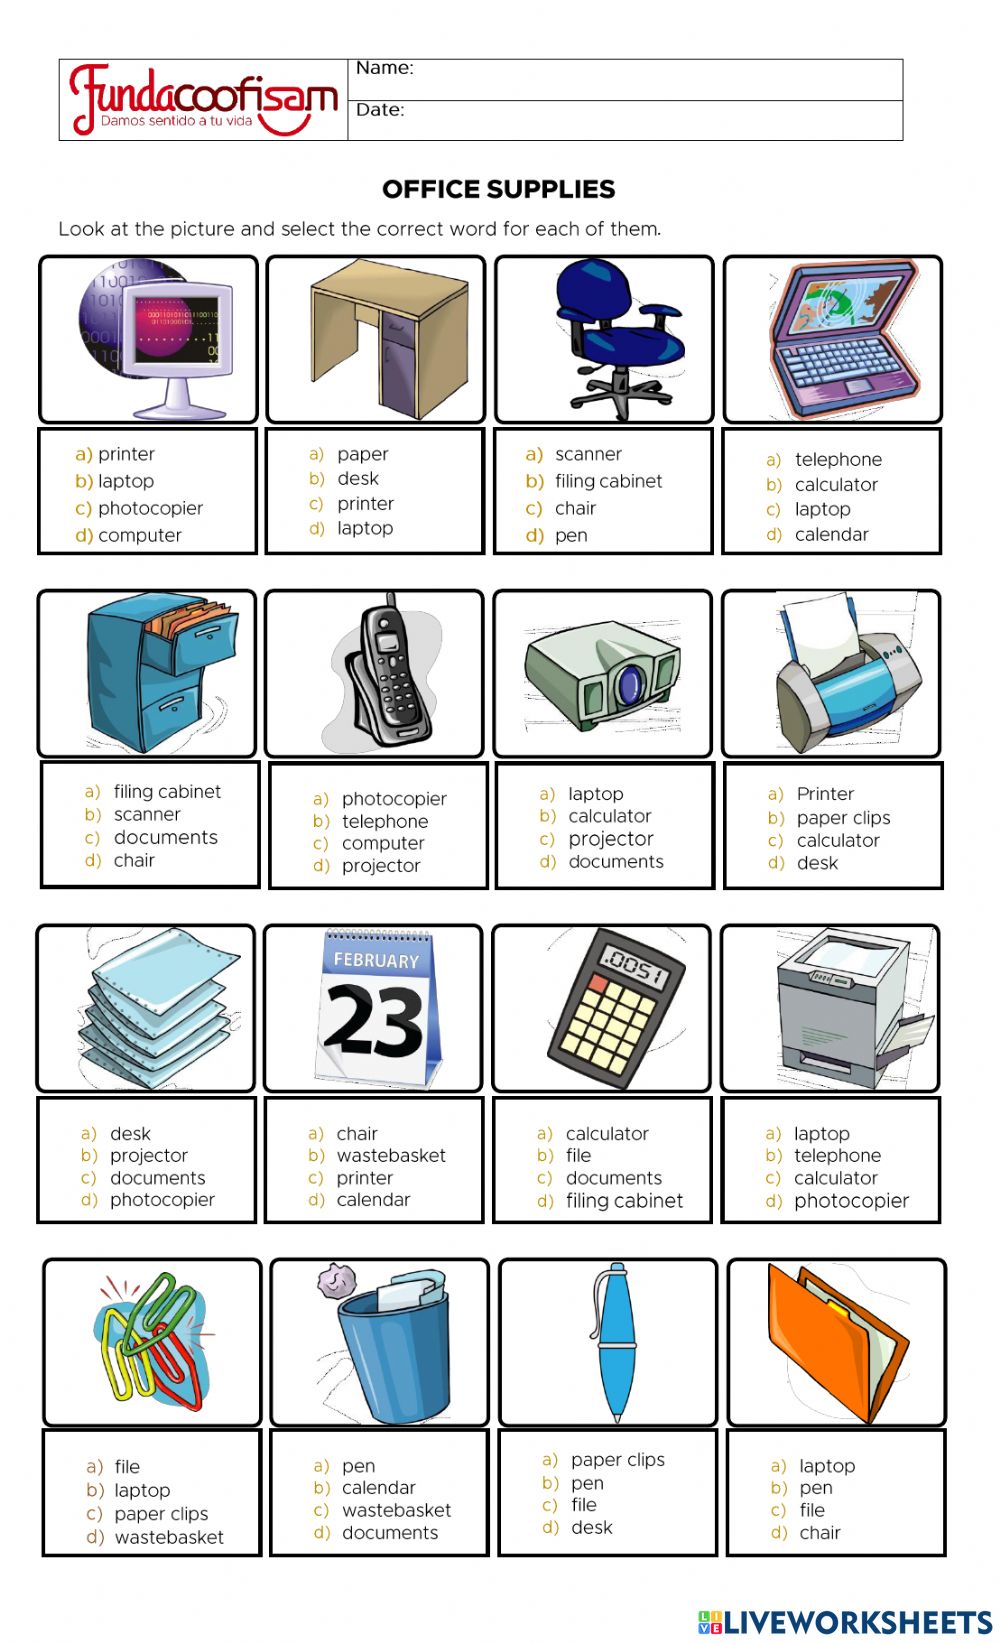 Fundacoofisam
Damos sentido a tu vida
Name:
Date:
OFFICE SUPPLIES
Look at the picture and select the correct word for each of them.
a) printer
b) laptop
c) photocopier
d) computer
a) paper
b) desk
c) printer
d) laptop
a) scanner
b) filing cabinet
c) chair
d) pen
a) telephone
b) calculator
c) laptop
d) calendar
a) filing cabinet
b) scanner
c) documents
d) chair
a) photocopier
b) telephone
c) computer
d) projector
a) laptop
b) calculator
c) projector
d) documents
a) Printer
b) paper clips
c) calculator
d) desk
FEBRUARY
23
.0051
a) desk
b) projector
c) documents
d) photocopier
a) chair
b) wastebasket
c) printer
d) calendar
a) calculator
b) file
c) documents
d) filing cabinet
a) laptop
b) telephone
c) calculator
d) photocopier
a) file
b) laptop
c) paper clips
d) wastebasket
a) pen
b) calendar
c) wastebasket
d) documents
a) paper clips
b) pen
c) file
d) desk
a) laptop
b) pen
c) file
d) chair
LIVE LIVEWORKSHEETS